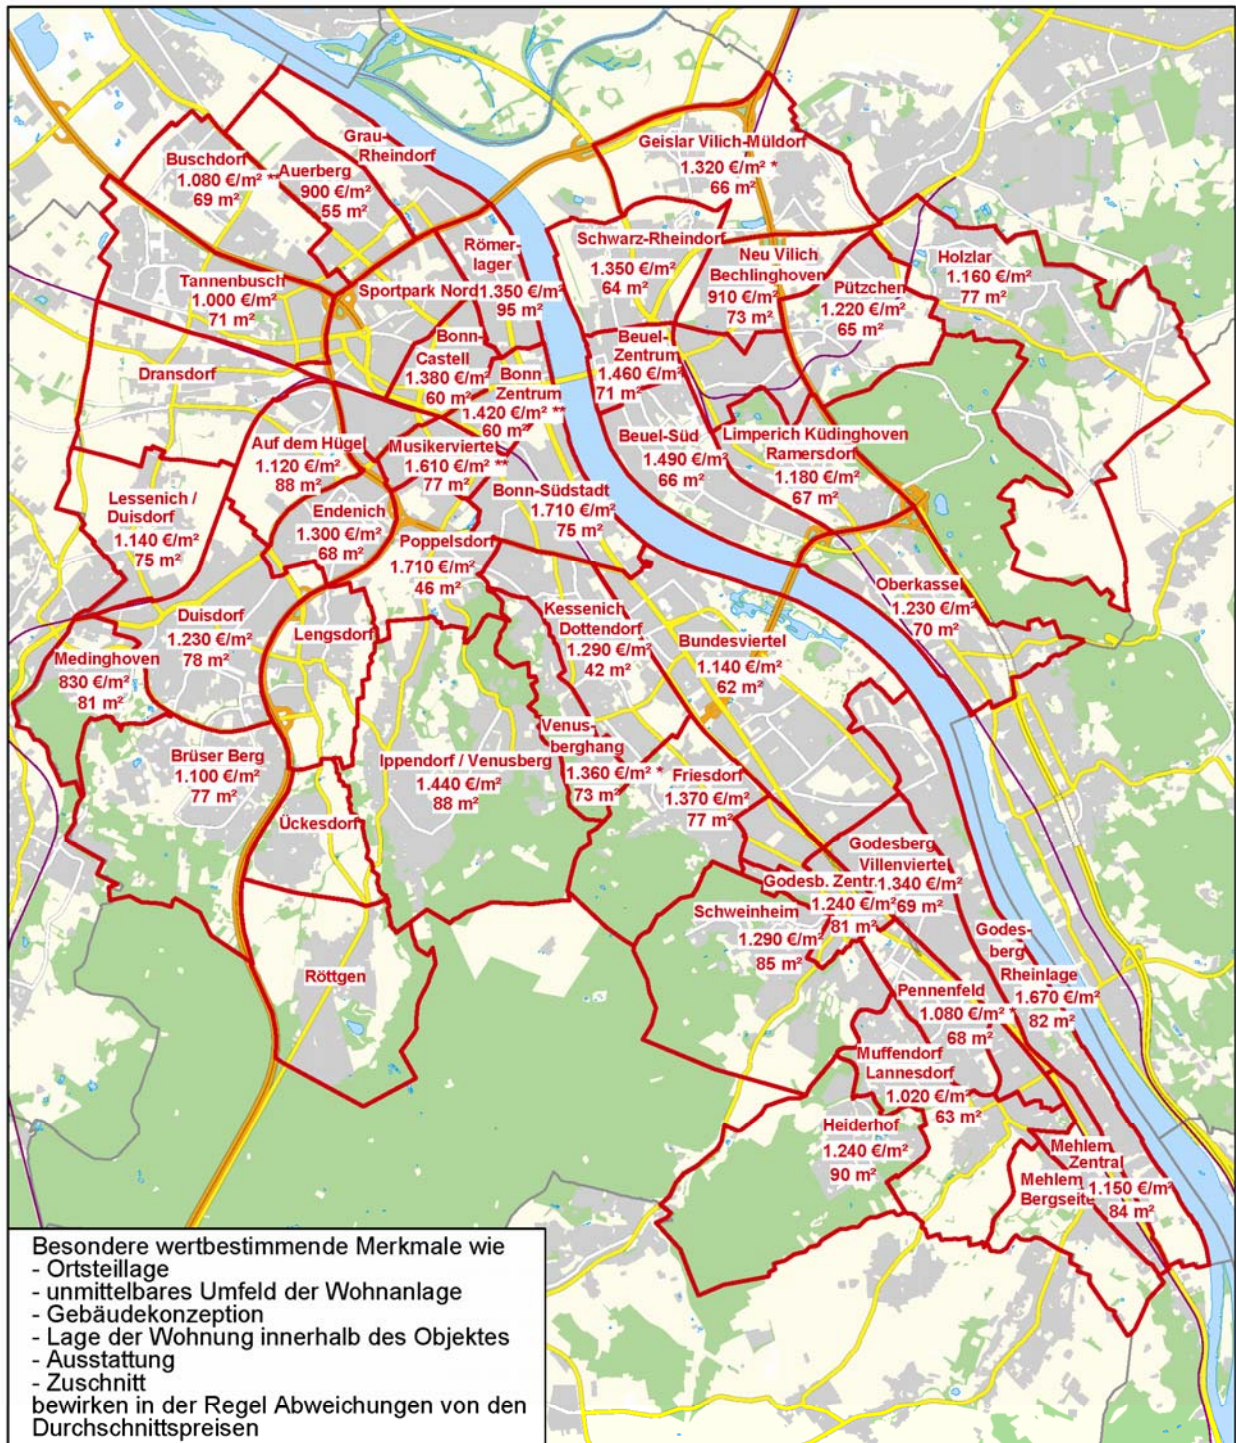 Grau-
Rheindorf
Buschdorf
1.080 €/m² **
69 m²
Auerberg
900 €/m²
55 m²
Geislar Vilich-Müldorf
1.320 €/m² *
66 m²
Römer-
lager
1.350 €/m²
95 m²
Schwarz-Rheindorf
1.350 €/m²
64 m²
Neu Vilich
Bechlinghoven
910 €/m²
73 m²
Holzlar
1.160 €/m²
77 m²
Pützchen
1.220 €/m²
65 m²
Tannenbusch
1.000 €/m²
71 m²
Sportpark Nord
Bonn-
Castell
1.380 €/m²
60 m²
Bonn
Zentrum
1.420 €/m² **
60 m²
Beuel-
Zentrum
1.460 €/m²
71 m²
Dransdorf
Auf dem Hügel
1.120 €/m²
88 m²
Musikerviertel
1.610 €/m² **
77 m²
Beuel-Süd
1.490 €/m²
66 m²
Limperich Küdinghoven
Ramersdorf
1.180 €/m²
67 m²
Lessenich /
Duisdorf
1.140 €/m²
75 m²
Endenich
1.300 €/m²
68 m²
Bonn-Südstadt
1.710 €/m²
75 m²
Poppelsdorf
1.710 €/m²
46 m²
Oberkassel
1.230 €/m²
70 m²
Duisdorf
1.230 €/m²
78 m²
Lengsdorf
Kessenich
Dottendorf
1.290 €/m²
42 m²
Bundesviertel
1.140 €/m²
62 m²
Medinghoven
830 €/m²
81 m²
Brüser Berg
1.100 €/m²
77 m²
Ippendorf / Venusberg
1.440 €/m²
88 m²
Venus-
berghang
1.360 €/m² *
73 m²
Friesdorf
1.370 €/m²
77 m²
Ückesdorf
Godesberg
Villenviertel
1.340 €/m²
69 m²
Godesb. Zentr.
1.240 €/m²
81 m²
Schweinheim
1.290 €/m²
85 m²
Godes-
berg
Rheinlage
1.670 €/m²
82 m²
Röttgen
Pennenfeld
1.080 €/m² *
68 m²
Muffendorf
Lannesdorf
1.020 €/m²
63 m²
Heiderhof
1.240 €/m²
90 m²
Mehlem
Zentral
1.150 €/m²
84 m²
Mehlem
Bergseite
Besondere wertbestimmende Merkmale wie
- Ortsteillage
- unmittelbares Umfeld der Wohnanlage
- Gebäudekonzeption
- Lage der Wohnung innerhalb des Objektes
- Ausstattung
- Zuschnitt
bewirken in der Regel Abweichungen von den
Durchschnittspreisen